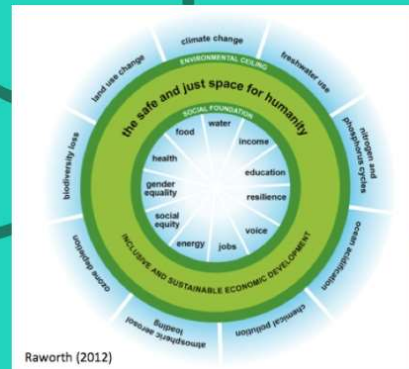 climate change
freshwater use
nitrogen and
phosphorus cycles
ocean acidification
chemical pollution
atmospheric aerosol
loading
ozone depletion
biodiversity loss
land use change
ENVIRONMENTAL CEILING
the safe and just space for humanity
SOCIAL FOUNDATION
water
income
education
resilience
voice
jobs
energy
social
equity
gender
equality
health
food
INCLUSIVE AND SUSTAINABLE ECONOMIC DEVELOPMENT
Raworth (2012)